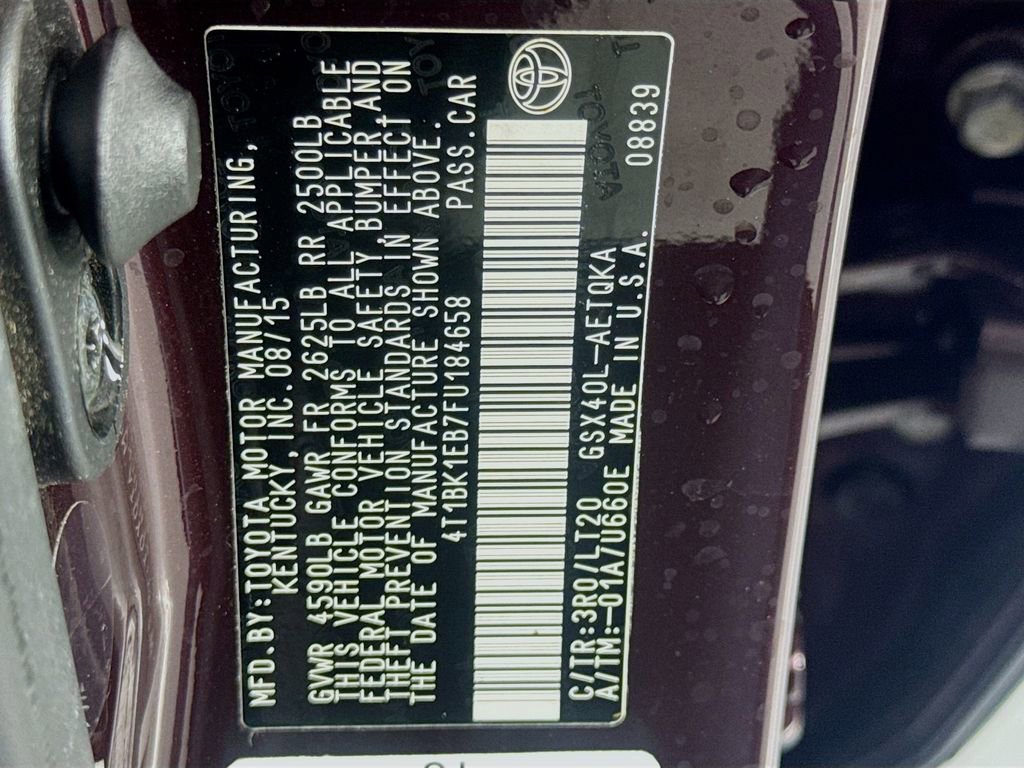 MFD.BY:TOYOTA MOTOR MANUFACTURING,
KENTUCKY, INC.08/15
GVWR 4590LB GAWR FR 2625LB RR 2500LB
THIS VEHICLE CONFORMS TO ALL APPLICABLE
FEDERAL MOTOR VEHICLE SAFETY,BUMPER AND
THEFT PREVENTION STANDARDS IN EFFECT ON
THE DATE OF MANUFACTURE SHOWN ABOVE.
4T1BK1EB7FU184658 PASS.CAR
C/TR:3R0/LT20 GSX40L-AETQKA
A/TM:-01A/U660E MADE IN U.S.A. 08839
TOYOTA